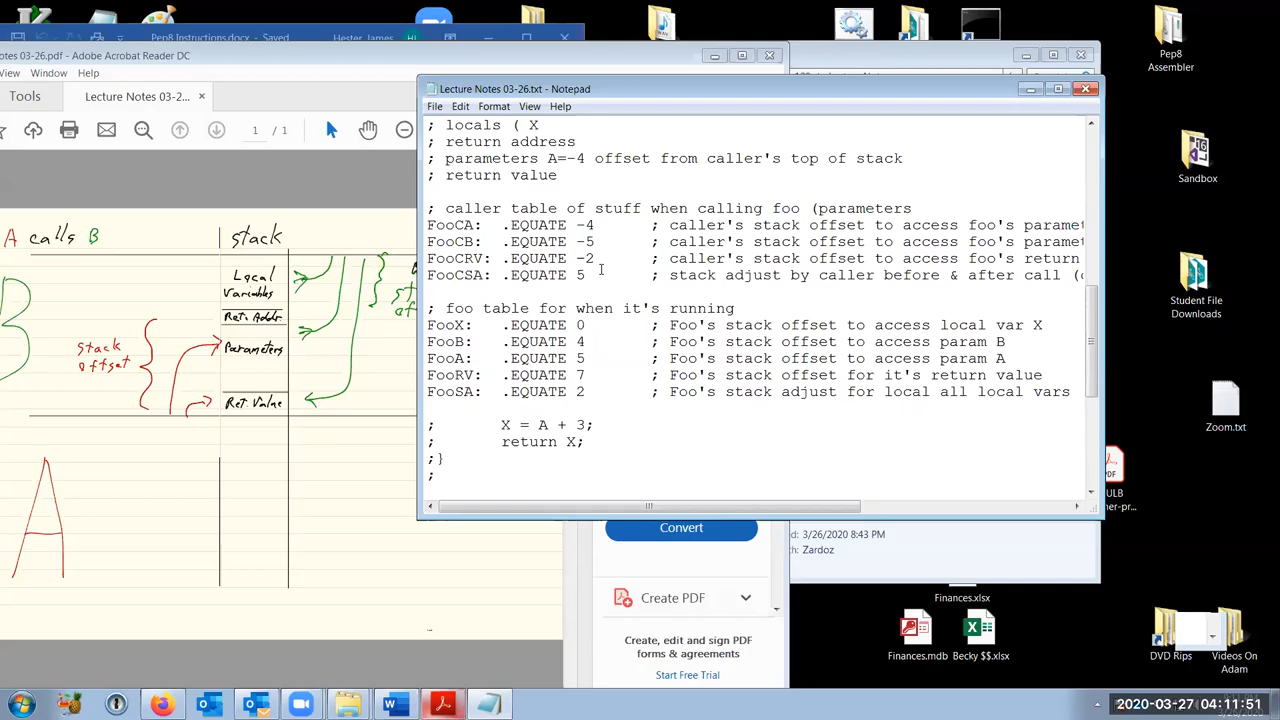 Pep8 Instructions.docx - Saved
Hester, James
Notes 03-26.pdf - Adobe Acrobat Reader DC
View Window Help
Tools
Lecture Notes 03-2... ×
1 / 1
A calls B
stack
Local
Variables
Ret. Addr
Parameters
Ret. Value
stack
offset
B
A
Lecture Notes 03-26.txt - Notepad
File Edit Format View Help
; locals ( X
; return address
; parameters A=-4 offset from caller's top of stack
; return value
; caller table of stuff when calling foo (parameters
FooCA: .EQUATE -4 ; caller's stack offset to access foo's paramet
FooCB: .EQUATE -5 ; caller's stack offset to access foo's paramet
FooCRV: .EQUATE -2 ; caller's stack offset to access foo's return
FooCSA: .EQUATE 5 ; stack adjust by caller before & after call (
; foo table for when it's running
FooX: .EQUATE 0 ; Foo's stack offset to access local var X
FooB: .EQUATE 4 ; Foo's stack offset to access param B
FooA: .EQUATE 5 ; Foo's stack offset to access param A
FooRV: .EQUATE 7 ; Foo's stack offset for it's return value
FooSA: .EQUATE 2 ; Foo's stack adjust for local all local vars
; X = A + 3;
; return X;
;}
;
Convert
Create PDF
Create, edit and sign PDF
forms & agreements
Start Free Trial
3/26/2020 8:43 PM
Zardoz
Pep8
Assembler
Sandbox
Student File
Downloads
Zoom.txt
Finances.xlsx
Finances.mdb
Becky $$.xlsx
DVD Rips
Videos On
Adam
2020-03-27 04:11:51